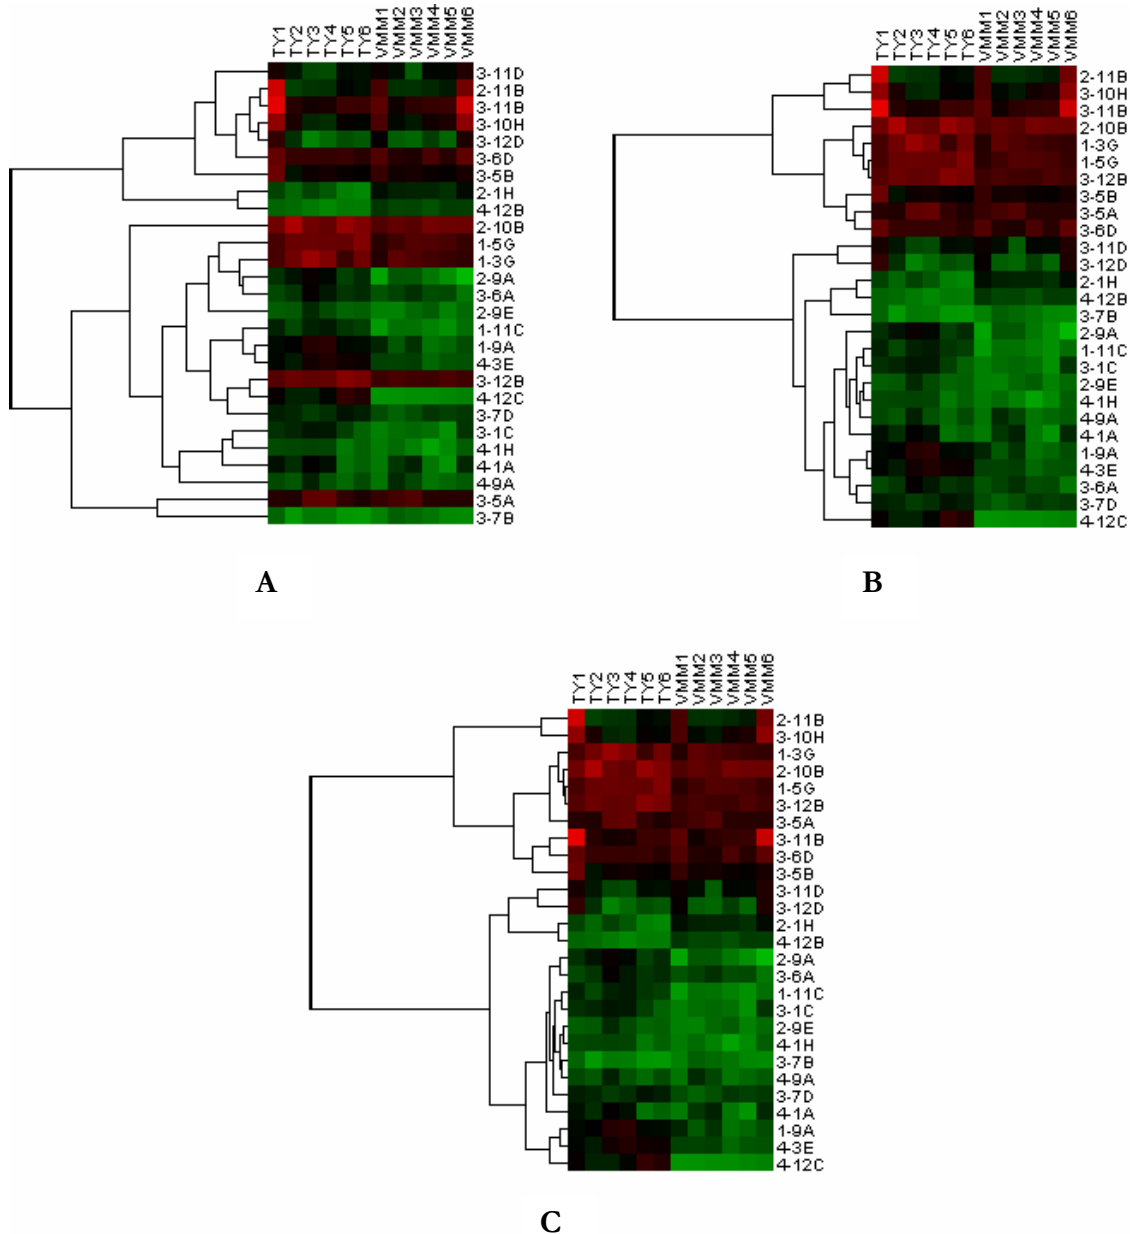 TY1 TY2 TY3 TY4 TY5 TY6 VMM1 VMM2 VMM3 VMM4 VMM5 VMM6
3-11D
2-11B
3-11B
3-10H
3-12D
3-6D
3-5B
2-1H
4-12B
2-10B
1-5G
1-3G
2-9A
3-6A
2-9E
1-11C
1-9A
4-3E
3-12B
4-12C
3-7D
3-1C
4-1H
4-1A
4-9A
3-5A
3-7B
A
TY1 TY2 TY3 TY4 TY5 TY6 VMM1 VMM2 VMM3 VMM4 VMM5 VMM6
2-11B
3-10H
3-11B
2-10B
1-3G
1-5G
3-12B
3-5B
3-5A
3-6D
3-11D
3-12D
2-1H
4-12B
3-7B
2-9A
1-11C
3-1C
2-9E
4-1H
4-9A
4-1A
1-9A
4-3E
3-6A
3-7D
4-12C
B
TY1 TY2 TY3 TY4 TY5 TY6 VMM1 VMM2 VMM3 VMM4 VMM5 VMM6
2-11B
3-10H
1-3G
2-10B
1-5G
3-12B
3-5A
3-11B
3-6D
3-5B
3-11D
3-12D
2-1H
4-12B
2-9A
3-6A
1-11C
3-1C
2-9E
4-1H
3-7B
4-9A
3-7D
4-1A
1-9A
4-3E
4-12C
C